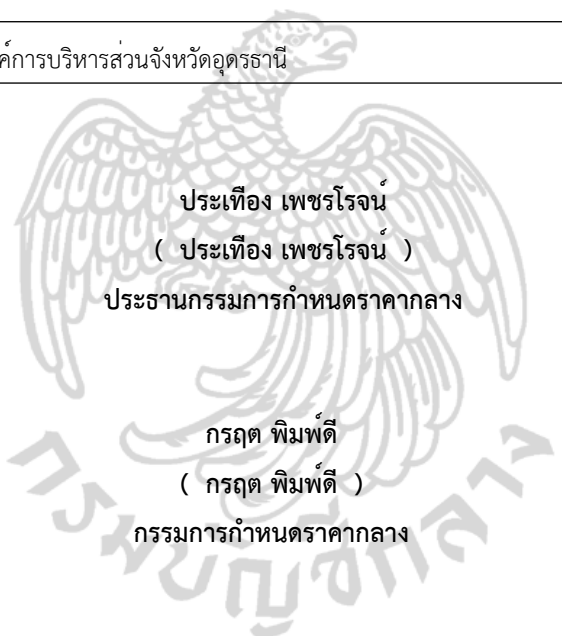 ค์การบริหารส่วนจังหวัดอุดรธานี
ประเทือง เพชรโรจน์
( ประเทือง เพชรโรจน์ )
ประธานกรรมการกำหนดราคากลาง
กรฤต พิมพ์ดี
( กรฤต พิมพ์ดี )
กรรมการกำหนดราคากลาง
กรมบัญชีกลาง